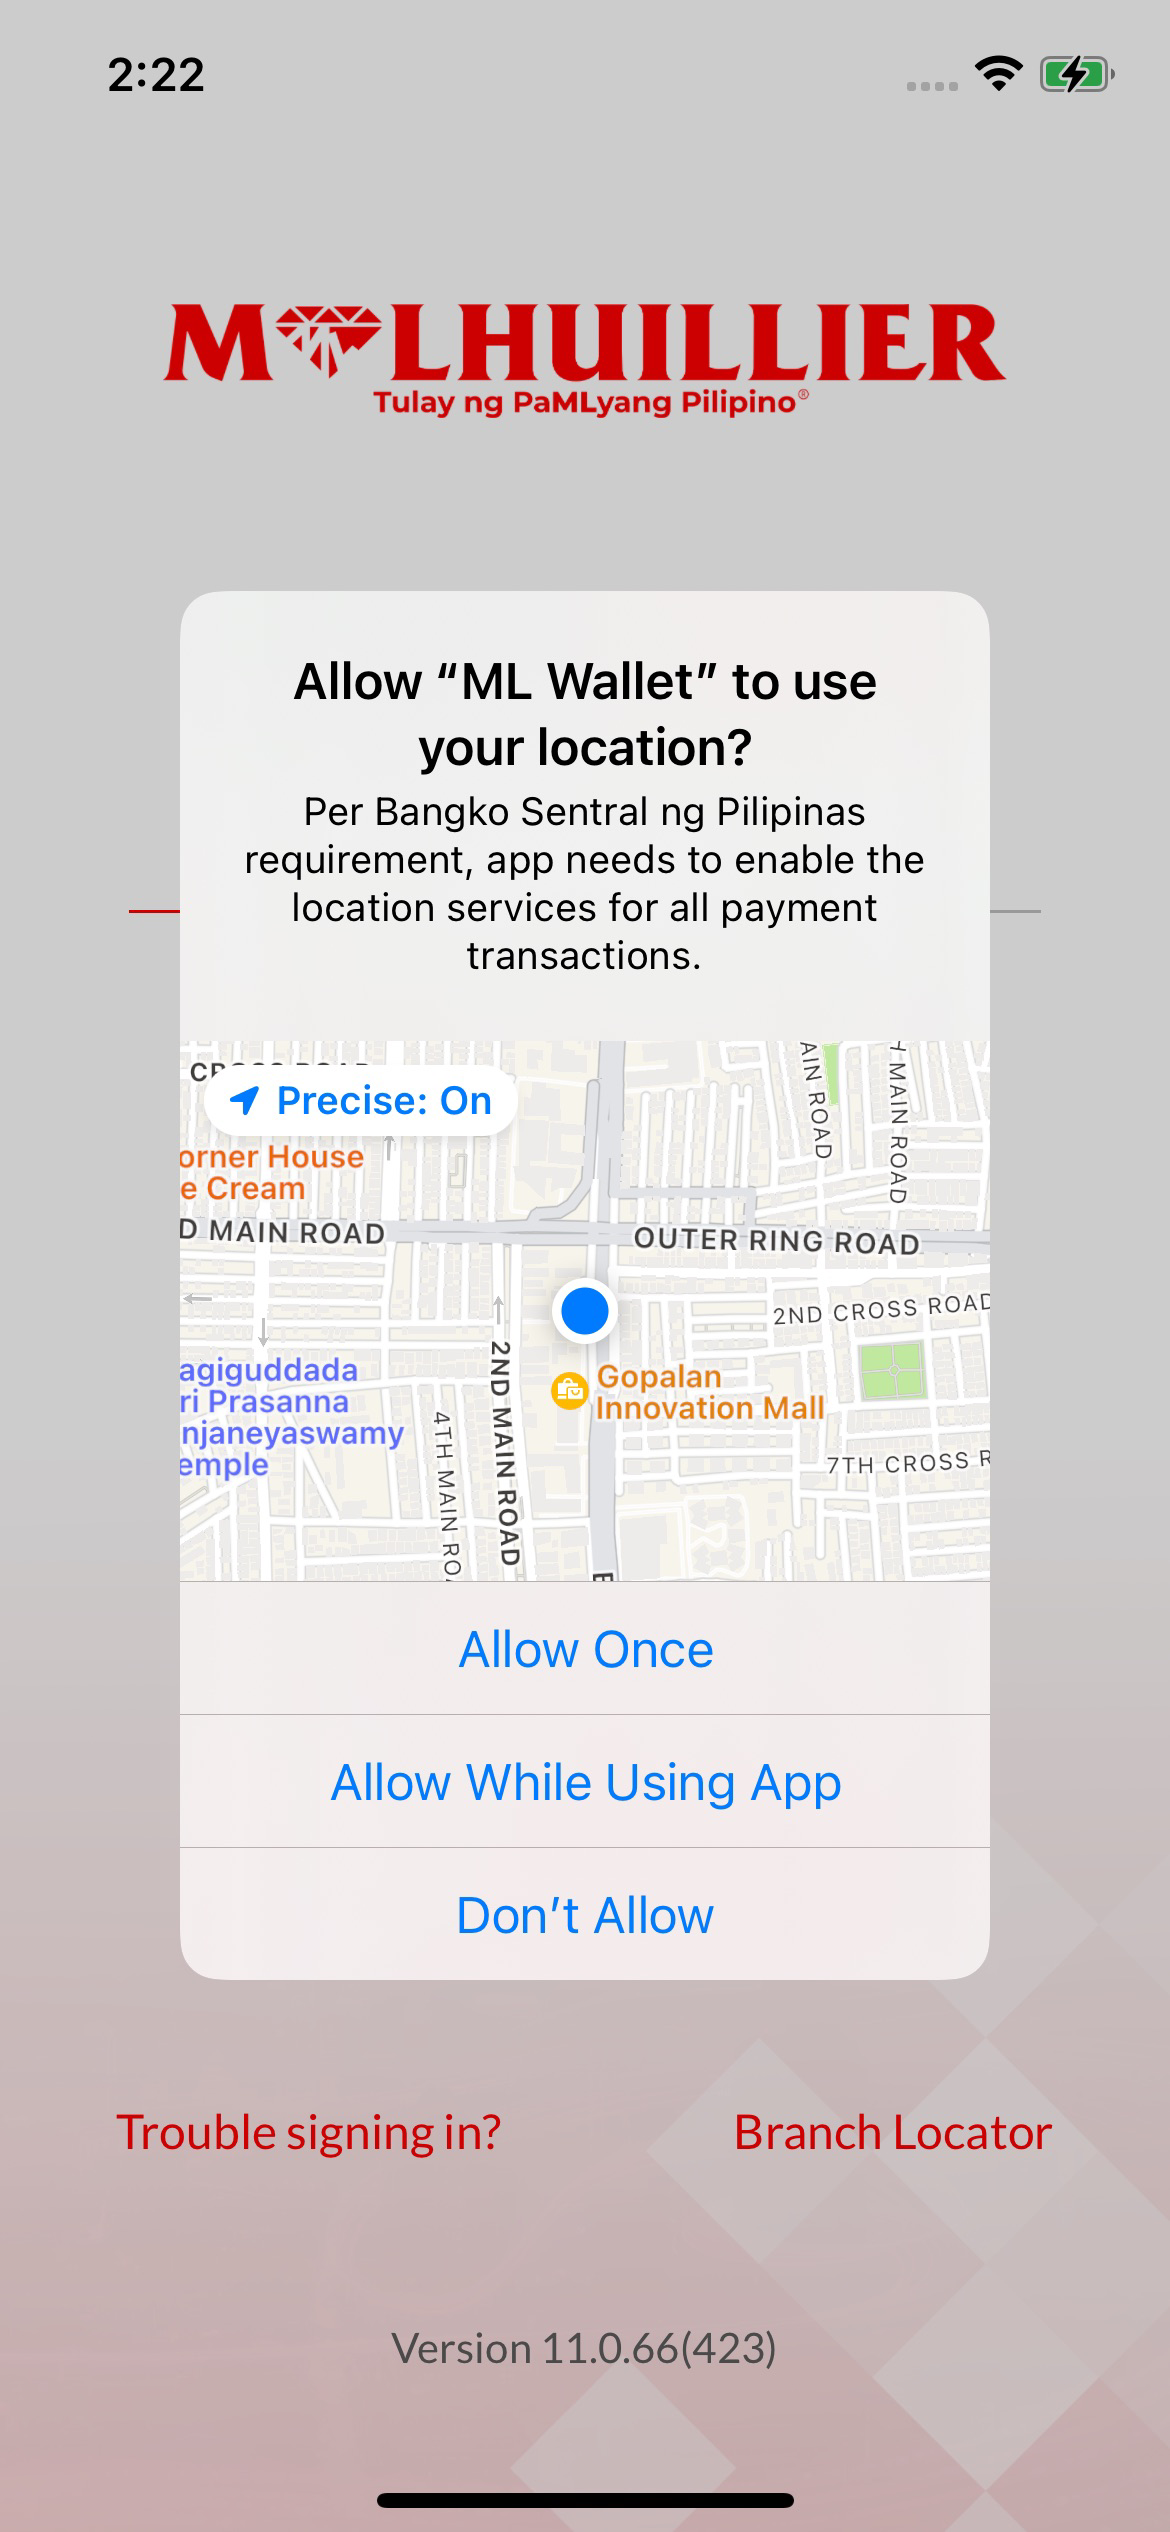 2:22
M LHUILLIER
Tulay ng PaMLyang Pilipino®
Allow “ML Wallet” to use
your location?
Per Bangko Sentral ng Pilipinas
requirement, app needs to enable the
location services for all payment
transactions.
Precise: On
AIN ROAD
MAIN ROAD
orner House
e Cream
D MAIN ROAD
OUTER RING ROAD
2ND CROSS ROAD
agiguddada
ri Prasanna
njaneyaswamy
emple
2ND MAIN ROAD
4TH MAIN RO
Gopalan
Innovation Mall
7TH CROSS R
Allow Once
Allow While Using App
Don’t Allow
Trouble signing in?
Branch Locator
Version 11.0.66(423)